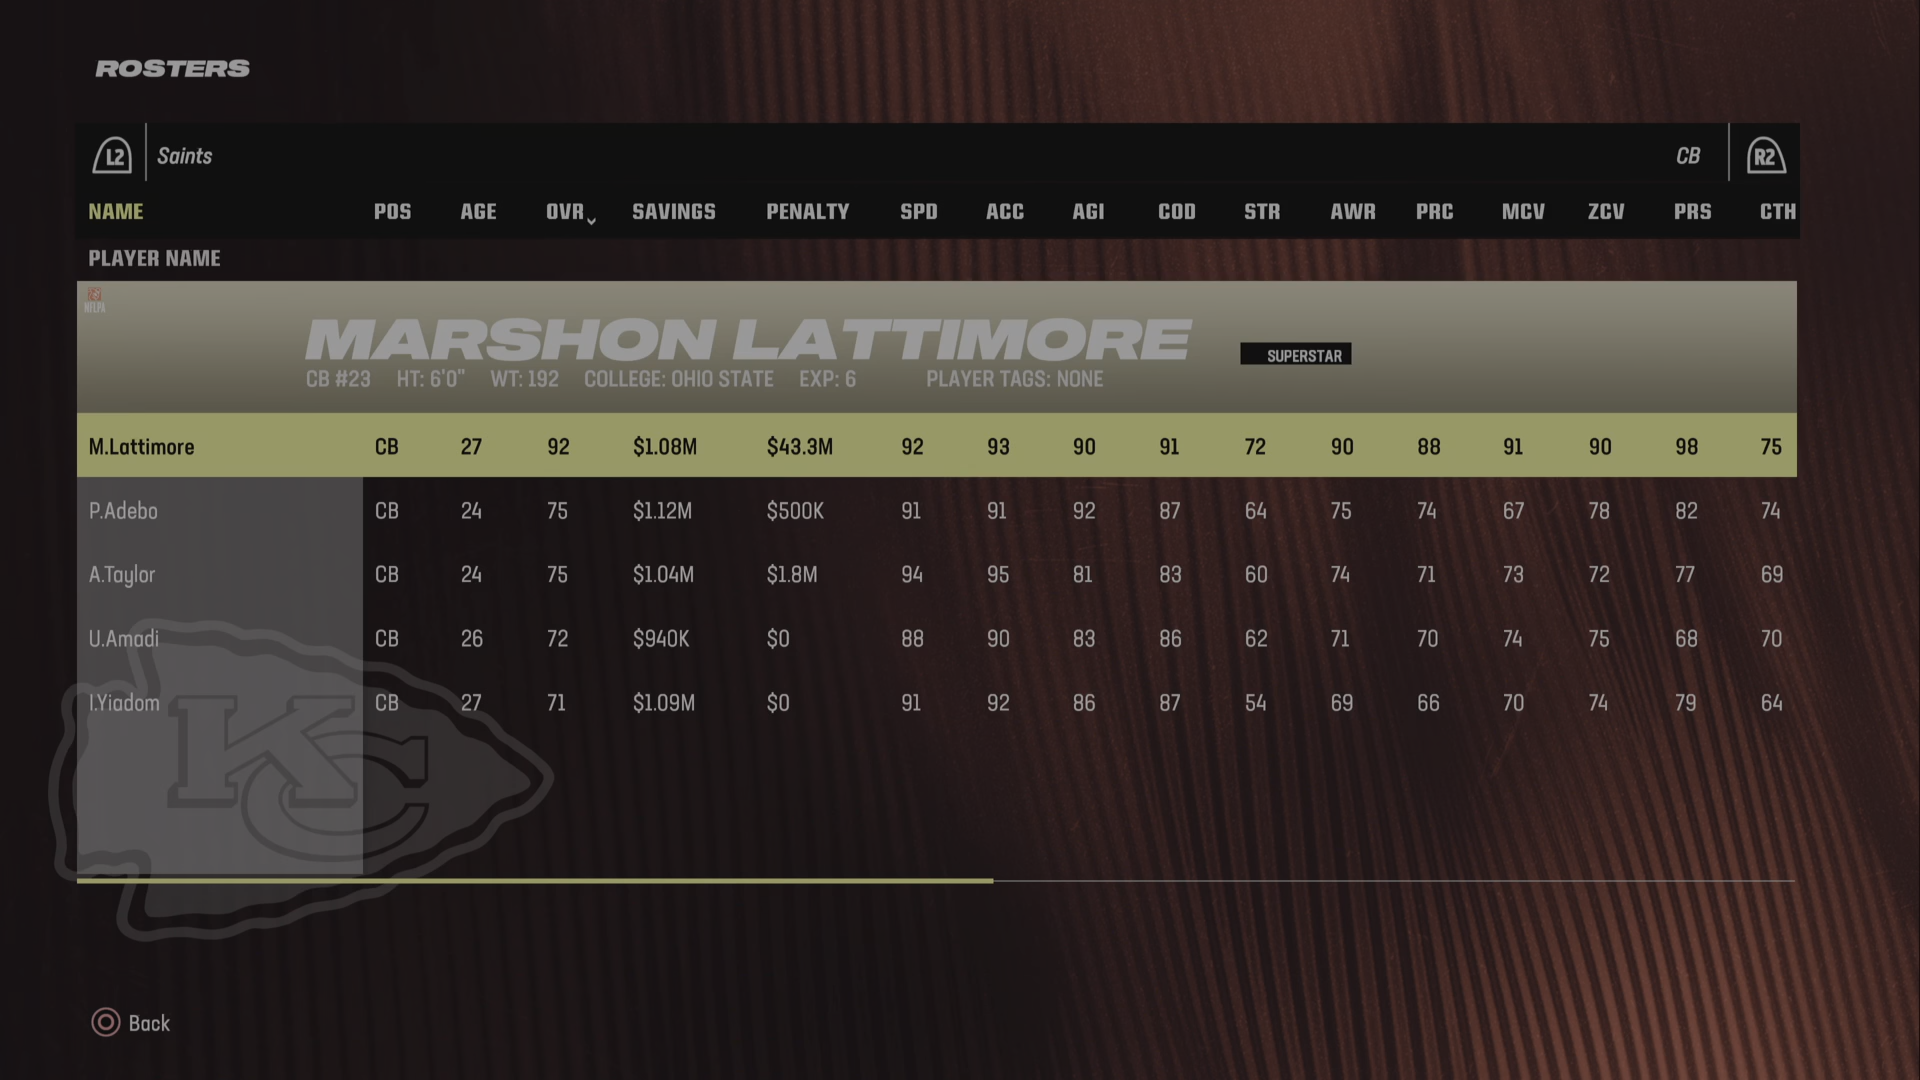 ROSTERS
L2 Saints CB R2
NAME POS AGE OVR SAVINGS PENALTY SPD ACC AGI COD STR AWR PRC MCV ZCV PRS CTH
PLAYER NAME
NFLPA
MARSHON LATTIMORE SUPERSTAR
CB #23 HT: 6'0" WT: 192 COLLEGE: OHIO STATE EXP: 6 PLAYER TAGS: NONE
M.Lattimore CB 27 92 $1.08M $43.3M 92 93 90 91 72 90 88 91 90 98 75
P.Adebo CB 24 75 $1.12M $500K 91 91 92 87 64 75 74 67 78 82 74
A.Taylor CB 24 75 $1.04M $1.8M 94 95 81 83 60 74 71 73 72 77 69
U.Amadi CB 26 72 $940K $0 88 90 83 86 62 71 70 74 75 68 70
I.Yiadom CB 27 71 $1.09M $0 91 92 86 87 54 69 66 70 74 79 64
KC
Back